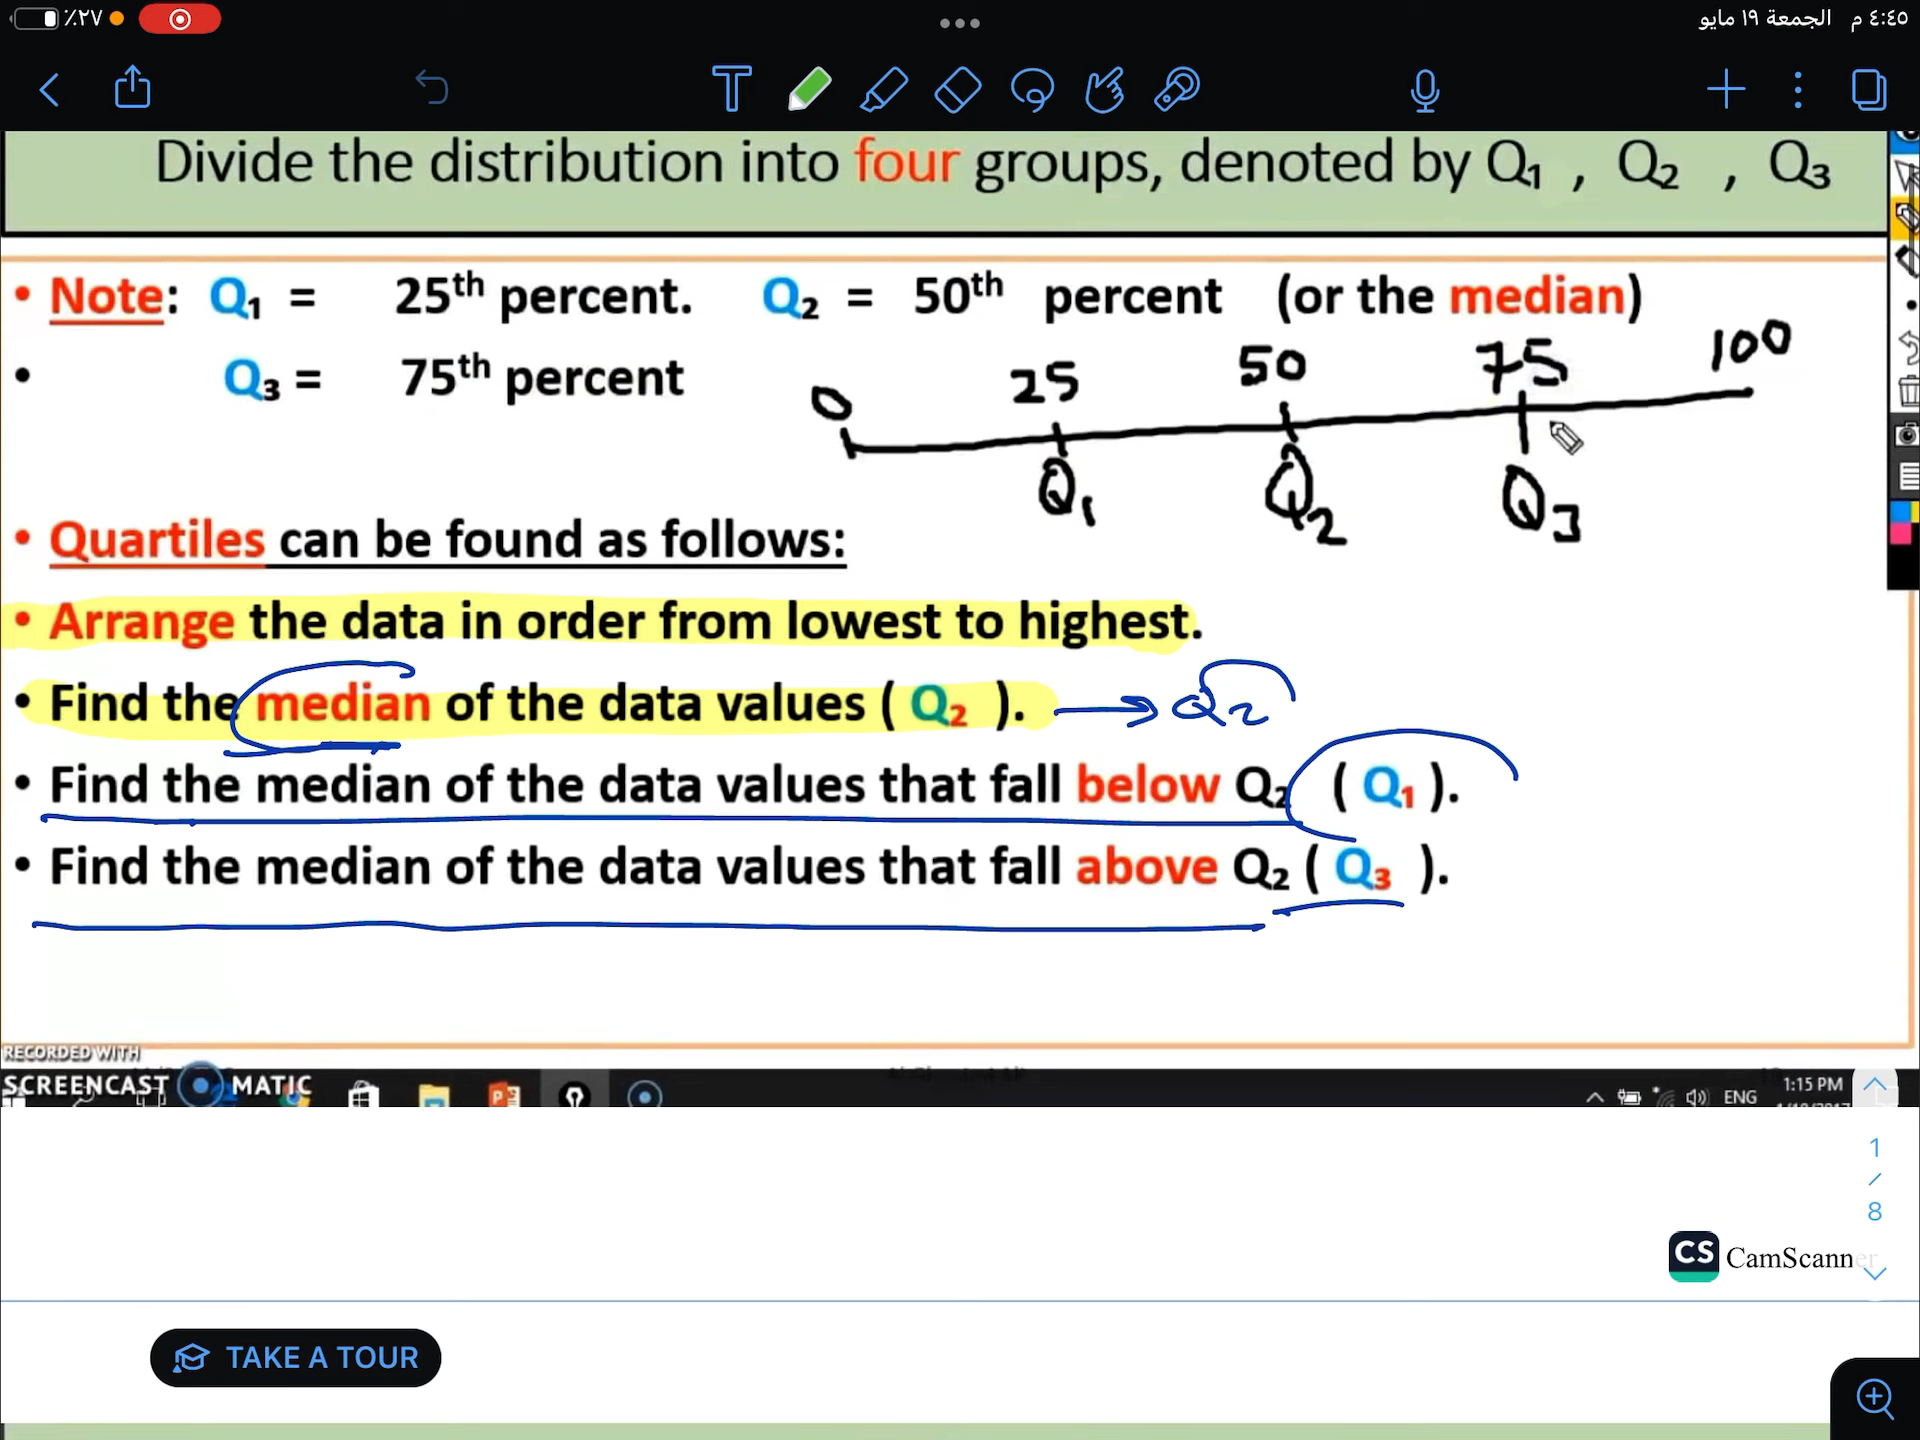 ٪٢٧
٤:٤٥ م الجمعة ١٩ مايو
Divide the distribution into four groups, denoted by Q₁ , Q₂ , Q₃
• Note: Q₁ = 25th percent. Q₂ = 50th percent (or the median)
• Q₃ = 75th percent
0 25 50 75 100
Q₁ Q₂ Q₃
• Quartiles can be found as follows:
• Arrange the data in order from lowest to highest.
• Find the median of the data values ( Q₂ ). → Q₂
• Find the median of the data values that fall below Q₂ ( Q₁ ).
• Find the median of the data values that fall above Q₂ ( Q₃ ).
RECORDED WITH
SCREENCAST MATIC
ENG
1:15 PM
1
/
8
CS CamScanner
TAKE A TOUR